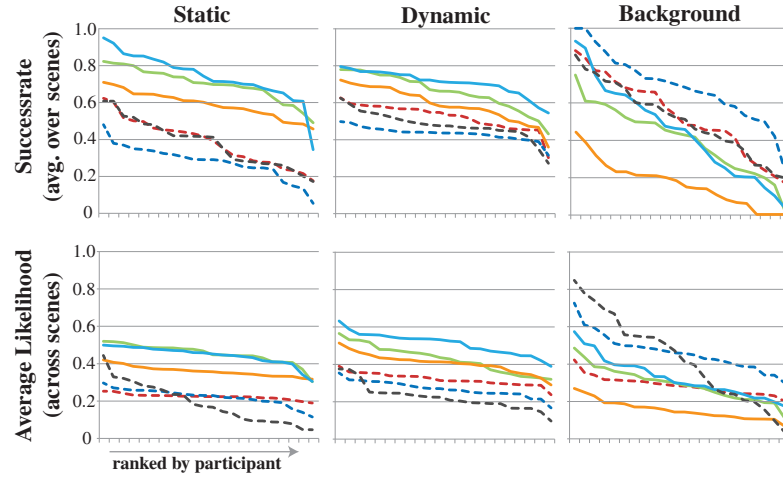 Static Dynamic Background
Successrate
(avg. over scenes)
1.0
0.8
0.6
0.4
0.2
0
Average Likelihood
(across scenes)
1.0
0.8
0.6
0.4
0.2
0
ranked by participant